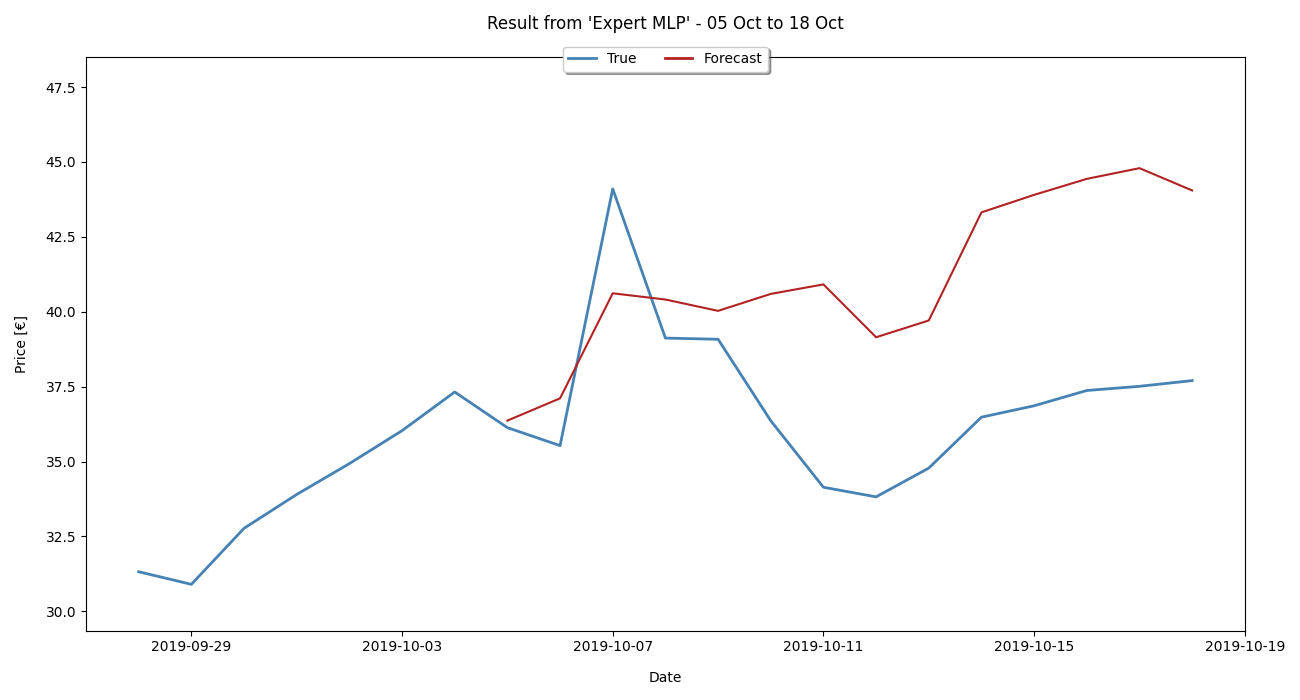 Result from 'Expert MLP' - 05 Oct to 18 Oct
True Forecast
47.5
45.0
42.5
40.0
37.5
35.0
32.5
30.0
Price [€]
2019-09-29 2019-10-03 2019-10-07 2019-10-11 2019-10-15 2019-10-19
Date